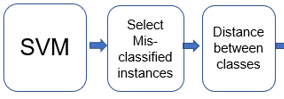 SVM
Select
Mis-
classified
instances
Distance
between
classes